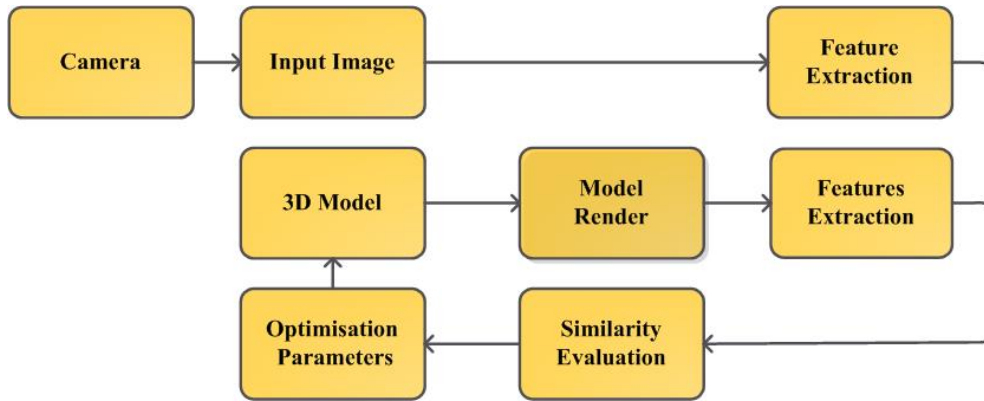 Camera
Input Image
Feature
Extraction
3D Model
Model
Render
Features
Extraction
Optimisation
Parameters
Similarity
Evaluation